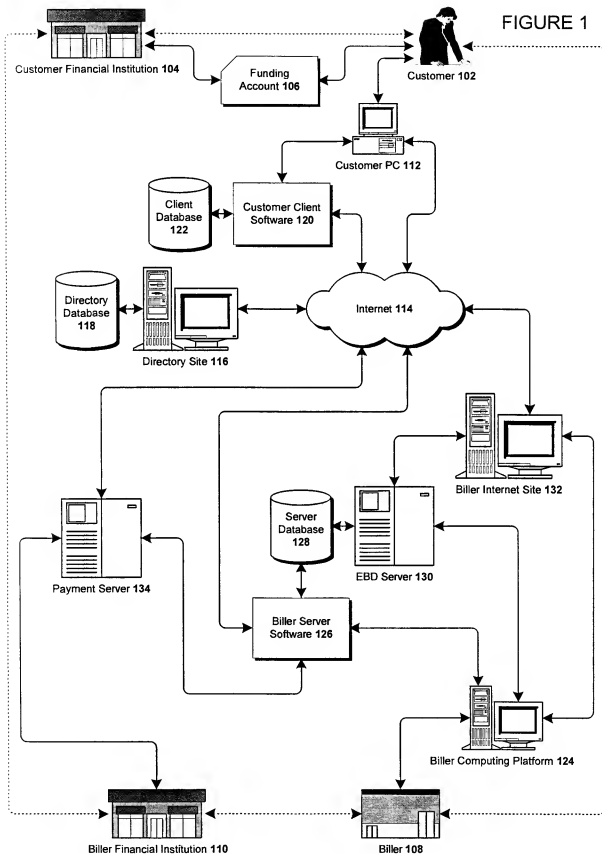 FIGURE 1
Customer Financial Institution 104
Funding
Account 106
Customer 102
Customer PC 112
Client
Database
122
Customer Client
Software 120
Directory
Database
118
Internet 114
Directory Site 116
Biller Internet Site 132
Server
Database
128
EBD Server 130
Payment Server 134
Biller Server
Software 126
Biller Computing Platform 124
Biller Financial Institution 110
Biller 108